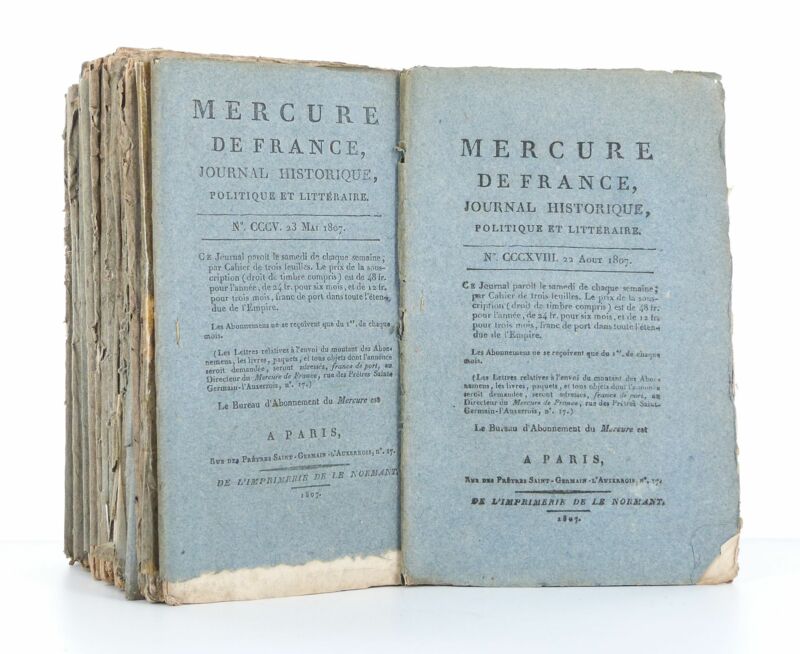 MERCURE
DE FRANCE,
JOURNAL HISTORIQUE,
POLITIQUE ET LITTÉRAIRE.
N°. CCCV. 23 MAI 1807.
CE Journal paroît le samedi de chaque semaine;
par Cahier de trois feuilles. Le prix de la sous-
cription (droit de timbre compris) est de 48 fr.
pour l'année, de 24 fr. pour six mois, et de 12 fr.
pour trois mois, franc de port dans toute l'éten-
due de l'Empire.
Les Abonnemens ne se reçoivent que du 1er. de chaque
mois.
(Les Lettres relatives à l'envoi du montant des Abon-
nemens, les livres, paquets, et tous objets dont l'annonce
seroit demandée, seront adressés, franc de port, au
Directeur du Mercure de France, rue des Prêtres Saint-
Germain-l'Auxerrois, n°. 17.)
Le Bureau d'Abonnement du Mercure est
A PARIS,
RUE DES PRÊTRES SAINT-GERMAIN-L'AUXERROIS, n°. 17.
DE L'IMPRIMERIE DE LE NORMANT.
1807.
MERCURE
DE FRANCE,
JOURNAL HISTORIQUE,
POLITIQUE ET LITTÉRAIRE.
N°. CCCXVIII. 22 AOUT 1807.
CE Journal paroît le samedi de chaque semaine;
par Cahier de trois feuilles. Le prix de la sous-
cription (droit de timbre compris) est de 48 fr.
pour l'année, de 24 fr. pour six mois, et de 12 fr
pour trois mois, franc de port dans toute l'éten-
due de l'Empire.
Les Abonnemens ne se reçoivent que du 1er. de chaque
mois.
(Les Lettres relatives à l'envoi du montant des Abon-
nemens, les livres, paquets, et tous objets dont l'annonce
seroit demandée, seront adressés, franc de port, au
Directeur du Mercure de France, rue des Prêtres Saint-
Germain-l'Auxerrois, n°. 17.)
Le Bureau d'Abonnement du Mercure est
A PARIS,
RUE DES PRÊTRES SAINT-GERMAIN-L'AUXERROIS, n°. 17.
DE L'IMPRIMERIE DE LE NORMANT.
1807.